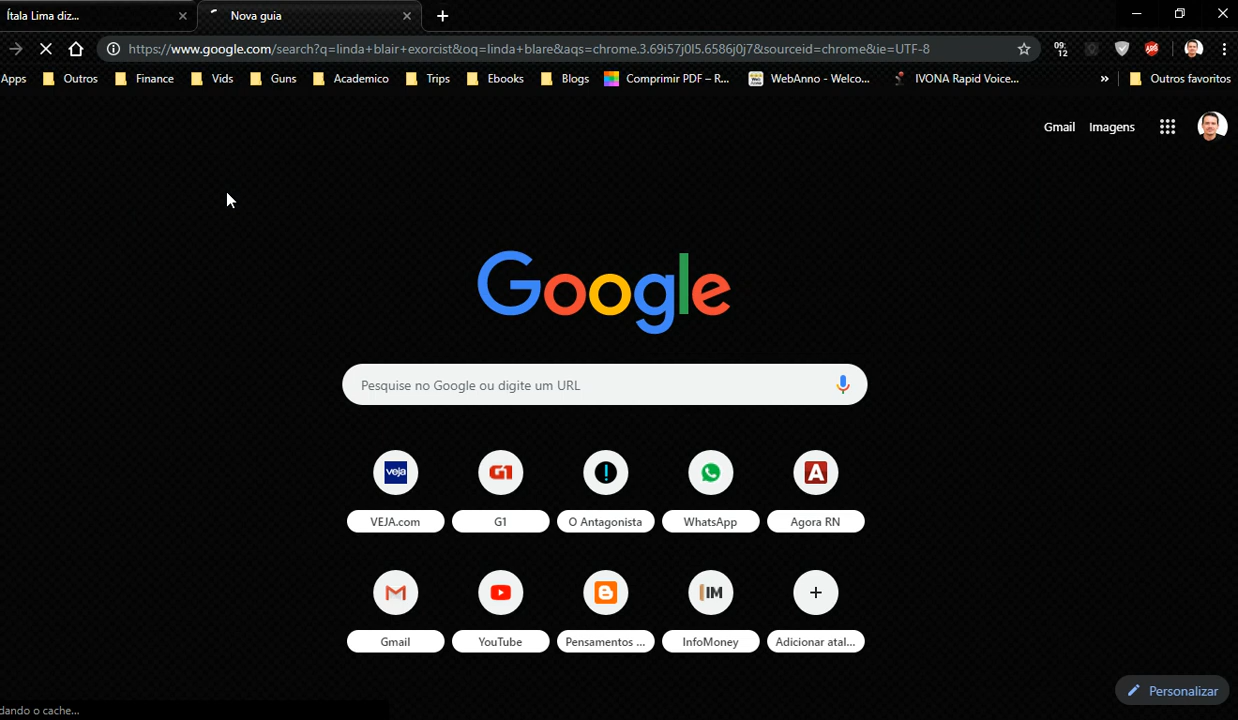 Ítala Lima diz...
Nova guia
https://www.google.com/search?q=linda+blair+exorcist&oq=linda+blare&aqs=chrome.3.69i57j0l5.6586j0j7&sourceid=chrome&ie=UTF-8
09:
12
ABP
Apps Outros Finance Vids Guns Academico Trips Ebooks Blogs Comprimir PDF – R... WebAnno - Welco... IVONA Rapid Voice... » Outros favoritos
Gmail Imagens
Google
Pesquise no Google ou digite um URL
veja G1 ! A
VEJA.com G1 O Antagonista WhatsApp Agora RN
IM
Gmail YouTube Pensamentos ... InfoMoney Adicionar atal...
Personalizar
dando o cache...